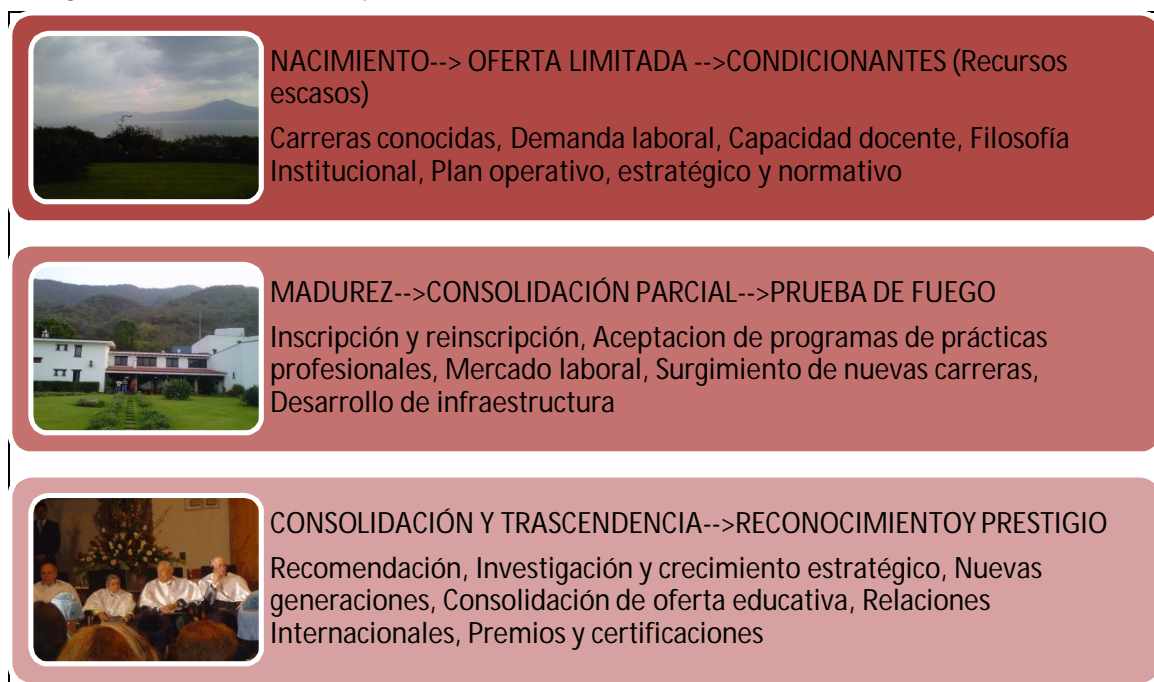 NACIMIENTO--> OFERTA LIMITADA -->CONDICIONANTES (Recursos
escasos)
Carreras conocidas, Demanda laboral, Capacidad docente, Filosofía
Institucional, Plan operativo, estratégico y normativo
MADUREZ-->CONSOLIDACIÓN PARCIAL-->PRUEBA DE FUEGO
Inscripción y reinscripción, Aceptacion de programas de prácticas
profesionales, Mercado laboral, Surgimiento de nuevas carreras,
Desarrollo de infraestructura
CONSOLIDACIÓN Y TRASCENDENCIA-->RECONOCIMIENTOY PRESTIGIO
Recomendación, Investigación y crecimiento estratégico, Nuevas
generaciones, Consolidación de oferta educativa, Relaciones
Internacionales, Premios y certificaciones